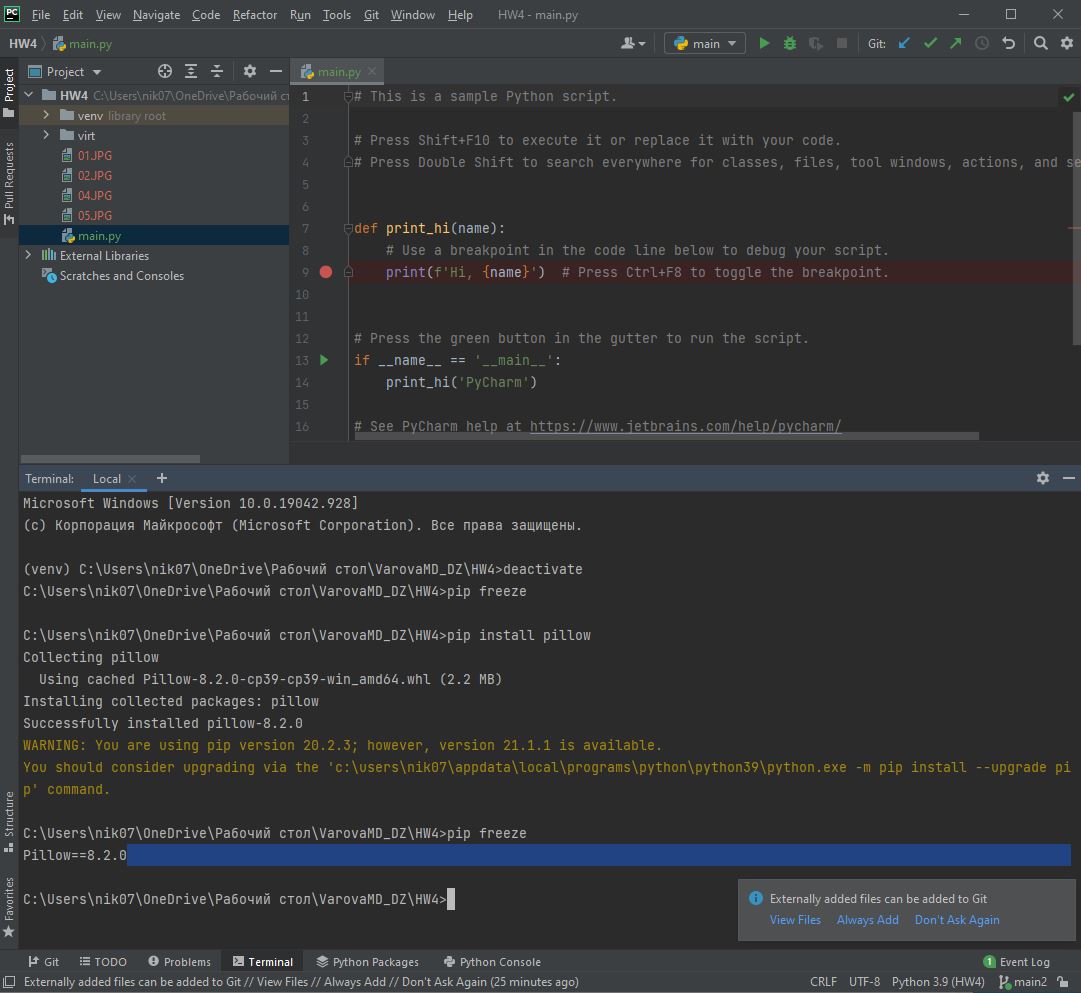 PC File Edit View Navigate Code Refactor Run Tools Git Window Help HW4 - main.py
HW4 main.py main Git:
Project
Pull Requests
Structure
Favorites
Project
HW4 C:\Users\nik07\OneDrive\Рабочий ст
venv library root
virt
01.JPG
02.JPG
04.JPG
05.JPG
main.py
External Libraries
Scratches and Consoles
main.py
1 # This is a sample Python script.
2
3 # Press Shift+F10 to execute it or replace it with your code.
4 # Press Double Shift to search everywhere for classes, files, tool windows, actions, and se
5
6
7 def print_hi(name):
8 # Use a breakpoint in the code line below to debug your script.
9 print(f'Hi, {name}') # Press Ctrl+F8 to toggle the breakpoint.
10
11
12 # Press the green button in the gutter to run the script.
13 if __name__ == '__main__':
14 print_hi('PyCharm')
15
16 # See PyCharm help at https://www.jetbrains.com/help/pycharm/
Terminal: Local
Microsoft Windows [Version 10.0.19042.928]
(c) Корпорация Майкрософт (Microsoft Corporation). Все права защищены.
(venv) C:\Users\nik07\OneDrive\Рабочий стол\VarovaMD_DZ\HW4>deactivate
C:\Users\nik07\OneDrive\Рабочий стол\VarovaMD_DZ\HW4>pip freeze
C:\Users\nik07\OneDrive\Рабочий стол\VarovaMD_DZ\HW4>pip install pillow
Collecting pillow
Using cached Pillow-8.2.0-cp39-cp39-win_amd64.whl (2.2 MB)
Installing collected packages: pillow
Successfully installed pillow-8.2.0
WARNING: You are using pip version 20.2.3; however, version 21.1.1 is available.
You should consider upgrading via the 'c:\users\nik07\appdata\local\programs\python\python39\python.exe -m pip install --upgrade pi
p' command.
C:\Users\nik07\OneDrive\Рабочий стол\VarovaMD_DZ\HW4>pip freeze
Pillow==8.2.0
C:\Users\nik07\OneDrive\Рабочий стол\VarovaMD_DZ\HW4>
Externally added files can be added to Git
View Files Always Add Don't Ask Again
Git TODO Problems Terminal Python Packages Python Console 1 Event Log
Externally added files can be added to Git // View Files // Always Add // Don't Ask Again (25 minutes ago) CRLF UTF-8 Python 3.9 (HW4) main2